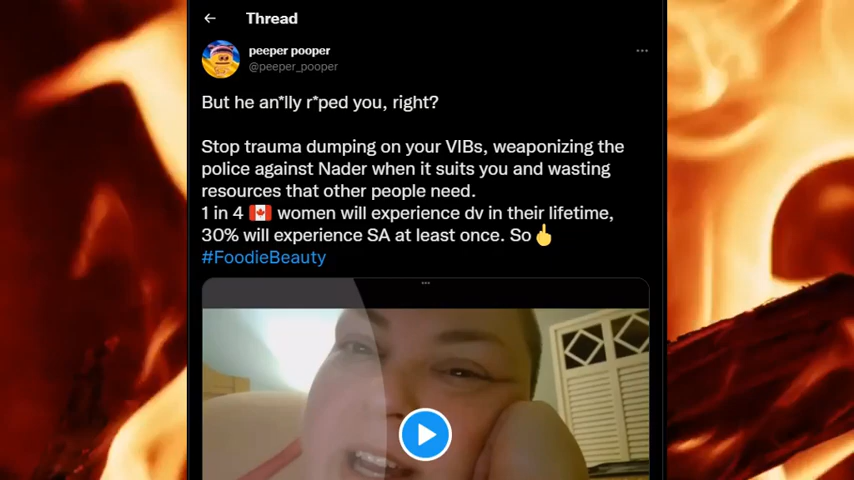 Thread
peeper pooper
@peeper_pooper
But he an*lly r*ped you, right?
Stop trauma dumping on your VIBs, weaponizing the
police against Nader when it suits you and wasting
resources that other people need.
1 in 4 🇨🇦 women will experience dv in their lifetime,
30% will experience SA at least once. So👆
#FoodieBeauty